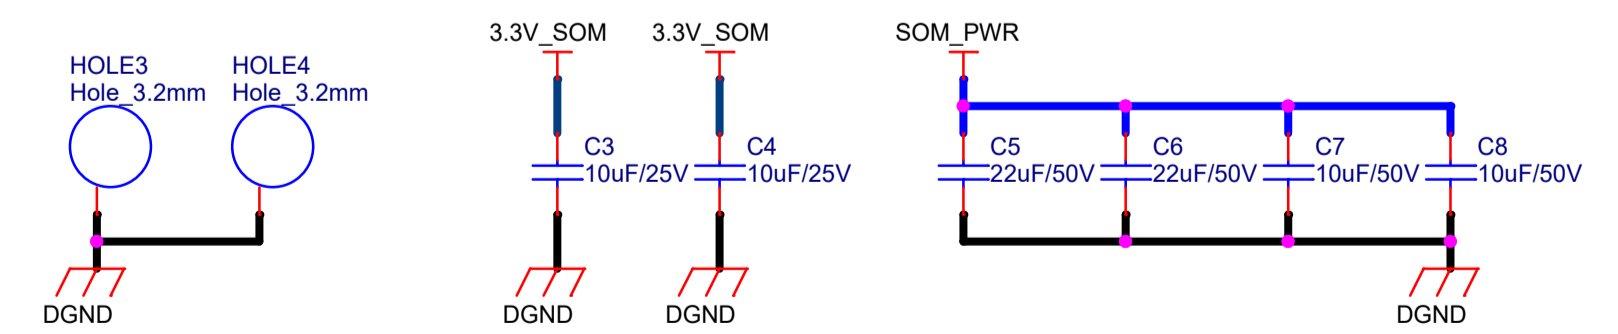 3.3V_SOM
3.3V_SOM
SOM_PWR
HOLE3
Hole_3.2mm
HOLE4
Hole_3.2mm
C3
10uF/25V
C4
10uF/25V
C5
22uF/50V
C6
22uF/50V
C7
10uF/50V
C8
10uF/50V
DGND
DGND
DGND
DGND